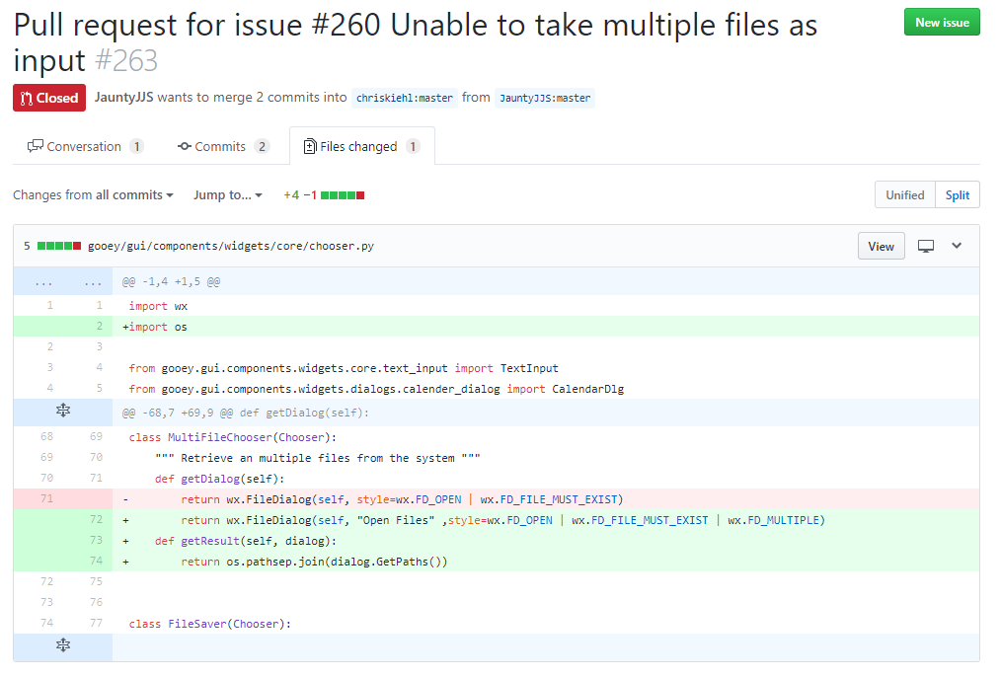 Pull request for issue #260 Unable to take multiple files as
input #263
New issue
Closed JauntyJJS wants to merge 2 commits into chriskiehl:master from JauntyJJS:master
Conversation 1 Commits 2 Files changed 1
Changes from all commits Jump to... +4 −1 Unified Split
5 gooey/gui/components/widgets/core/chooser.py View
... ... @@ -1,4 +1,5 @@
1 1 import wx
2 +import os
2 3
3 4 from gooey.gui.components.widgets.core.text_input import TextInput
4 5 from gooey.gui.components.widgets.dialogs.calender_dialog import CalendarDlg
@@ -68,7 +69,9 @@ def getDialog(self):
68 69 class MultiFileChooser(Chooser):
69 70 """ Retrieve an multiple files from the system """
70 71 def getDialog(self):
71 - return wx.FileDialog(self, style=wx.FD_OPEN | wx.FD_FILE_MUST_EXIST)
72 + return wx.FileDialog(self, "Open Files" ,style=wx.FD_OPEN | wx.FD_FILE_MUST_EXIST | wx.FD_MULTIPLE)
73 + def getResult(self, dialog):
74 + return os.pathsep.join(dialog.GetPaths())
72 75
73 76
74 77 class FileSaver(Chooser):